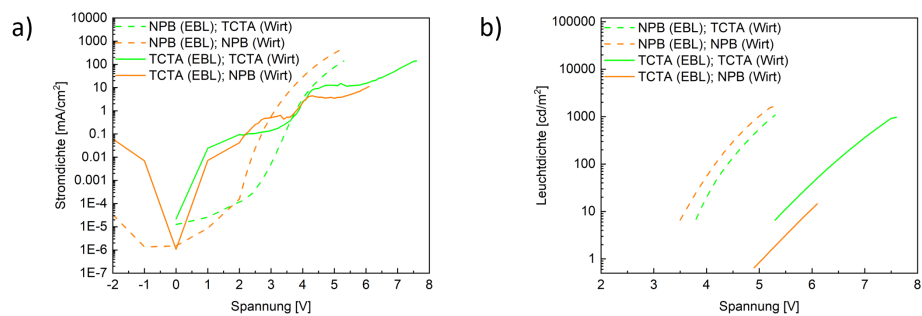 a)
10000
1000
100
10
1
0.1
0.01
0.001
1E-4
1E-5
1E-6
1E-7
Stromdichte [mA/cm²]
NPB (EBL); TCTA (Wirt)
NPB (EBL); NPB (Wirt)
TCTA (EBL); TCTA (Wirt)
TCTA (EBL); NPB (Wirt)
-2 -1 0 1 2 3 4 5 6 7 8
Spannung [V]
b)
100000
10000
1000
100
10
1
Leuchtdichte [cd/m²]
NPB (EBL); TCTA (Wirt)
NPB (EBL); NPB (Wirt)
TCTA (EBL); TCTA (Wirt)
TCTA (EBL); NPB (Wirt)
2 3 4 5 6 7 8
Spannung [V]